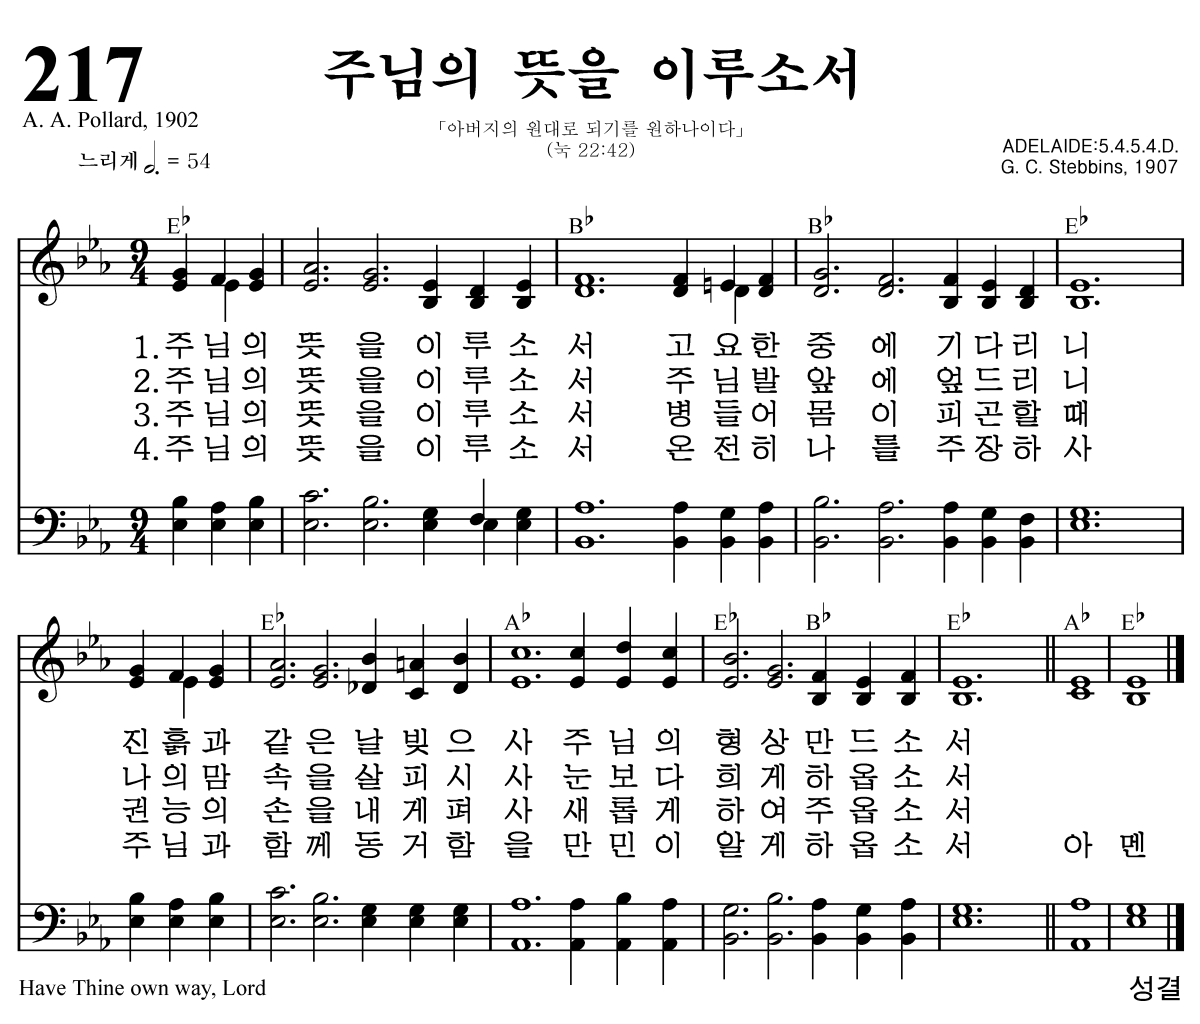 217
주님의 뜻을 이루소서
A. A. Pollard, 1902
「아버지의 원대로 되기를 원하나이다」
(눅 22:42)
느리게 = 54
ADELAIDE:5.4.5.4.D.
G. C. Stebbins, 1907
E♭ B♭ B♭ E♭
9 4
1.주 님 의 뜻 을 이 루 소 서 고 요 한 중 에 기 다 리 니
2.주 님 의 뜻 을 이 루 소 서 주 님 발 앞 에 엎 드 리 니
3.주 님 의 뜻 을 이 루 소 서 병 들 어 몸 이 피 곤 할 때
4.주 님 의 뜻 을 이 루 소 서 온 전 히 나 를 주 장 하 사
9 4
E♭ A♭ E♭ B♭ E♭ A♭ E♭
진 흙 과 같 은 날 빚 으 사 주 님 의 형 상 만 드 소 서
나 의 맘 속 을 살 피 시 사 눈 보 다 희 게 하 옵 소 서
권 능 의 손 을 내 게 펴 사 새 롭 게 하 여 주 옵 소 서
주 님 과 함 께 동 거 함 을 만 민 이 알 게 하 옵 소 서 아 멘
Have Thine own way, Lord
성결